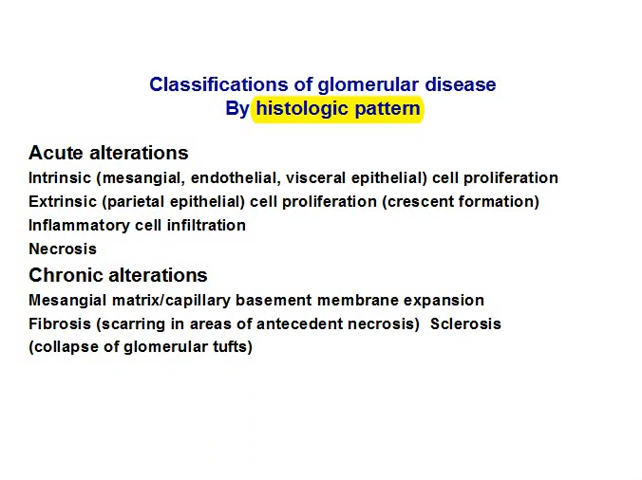 Classifications of glomerular disease
By histologic pattern
Acute alterations
Intrinsic (mesangial, endothelial, visceral epithelial) cell proliferation
Extrinsic (parietal epithelial) cell proliferation (crescent formation)
Inflammatory cell infiltration
Necrosis
Chronic alterations
Mesangial matrix/capillary basement membrane expansion
Fibrosis (scarring in areas of antecedent necrosis)  Sclerosis
(collapse of glomerular tufts)